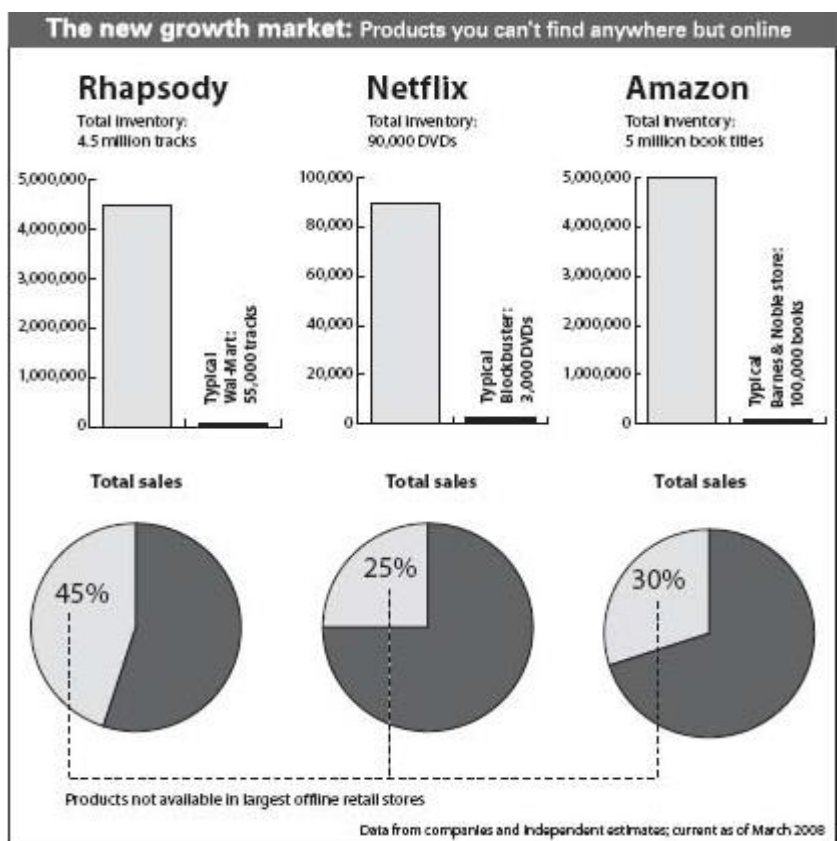 The new growth market: Products you can't find anywhere but online
Rhapsody
Total inventory:
4.5 million tracks
5,000,000
4,000,000
3,000,000
2,000,000
1,000,000
0
Typical
Wal-Mart:
55,000 tracks
Netflix
Total inventory:
90,000 DVDs
100,000
80,000
60,000
40,000
20,000
0
Typical
Blockbuster:
3,000 DVDs
Amazon
Total inventory:
5 million book titles
5,000,000
4,000,000
3,000,000
2,000,000
1,000,000
0
Typical
Barnes & Noble store:
100,000 books
Total sales
45%
Total sales
25%
Total sales
30%
Products not available in largest offline retail stores
Data from companies and independent estimates; current as of March 2008